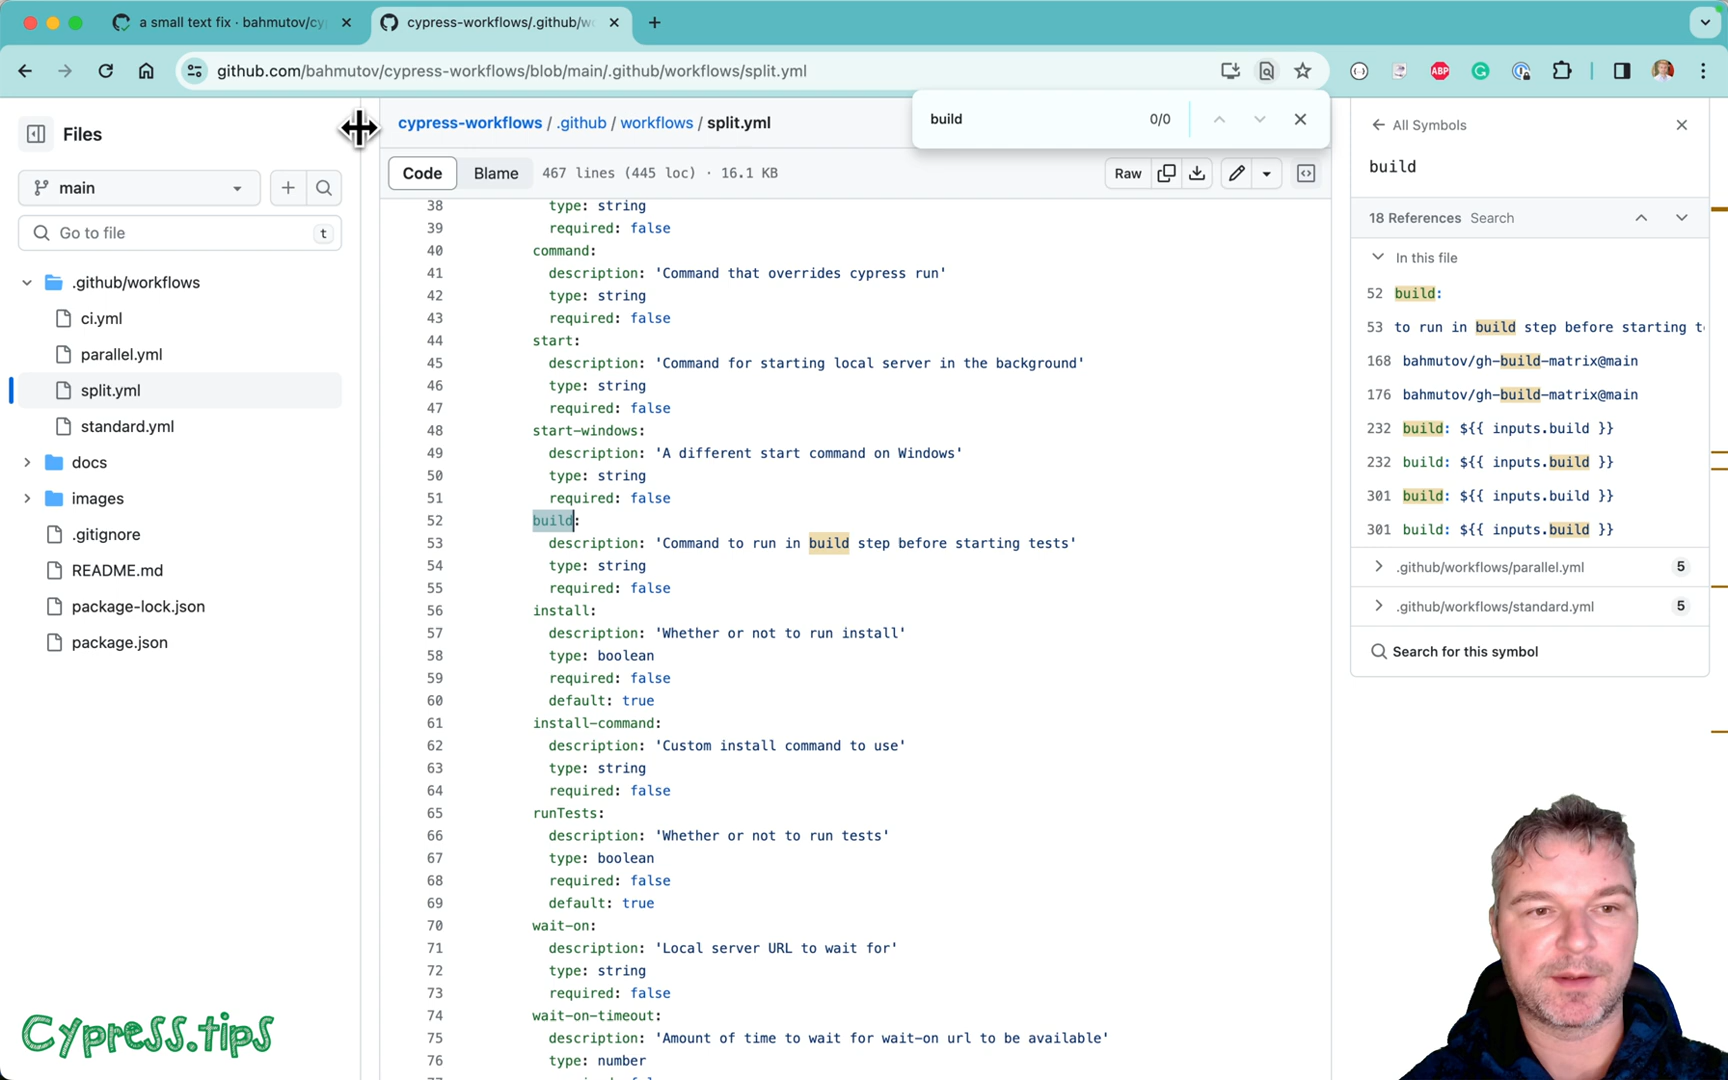 a small text fix · bahmutov/cy
cypress-workflows/.github/wo
github.com/bahmutov/cypress-workflows/blob/main/.github/workflows/split.yml
ABP
Files
main
Go to file
t
.github/workflows
ci.yml
parallel.yml
split.yml
standard.yml
docs
images
.gitignore
README.md
package-lock.json
package.json
Cypress.tips
cypress-workflows / .github / workflows / split.yml
build
0/0
Code
Blame
467 lines (445 loc) · 16.1 KB
Raw
38 type: string
39 required: false
40 command:
41 description: 'Command that overrides cypress run'
42 type: string
43 required: false
44 start:
45 description: 'Command for starting local server in the background'
46 type: string
47 required: false
48 start-windows:
49 description: 'A different start command on Windows'
50 type: string
51 required: false
52 build:
53 description: 'Command to run in build step before starting tests'
54 type: string
55 required: false
56 install:
57 description: 'Whether or not to run install'
58 type: boolean
59 required: false
60 default: true
61 install-command:
62 description: 'Custom install command to use'
63 type: string
64 required: false
65 runTests:
66 description: 'Whether or not to run tests'
67 type: boolean
68 required: false
69 default: true
70 wait-on:
71 description: 'Local server URL to wait for'
72 type: string
73 required: false
74 wait-on-timeout:
75 description: 'Amount of time to wait for wait-on url to be available'
76 type: number
All Symbols
build
18 References Search
In this file
52 build:
53 to run in build step before starting t
168 bahmutov/gh-build-matrix@main
176 bahmutov/gh-build-matrix@main
232 build: ${{ inputs.build }}
232 build: ${{ inputs.build }}
301 build: ${{ inputs.build }}
301 build: ${{ inputs.build }}
.github/workflows/parallel.yml 5
.github/workflows/standard.yml 5
Search for this symbol